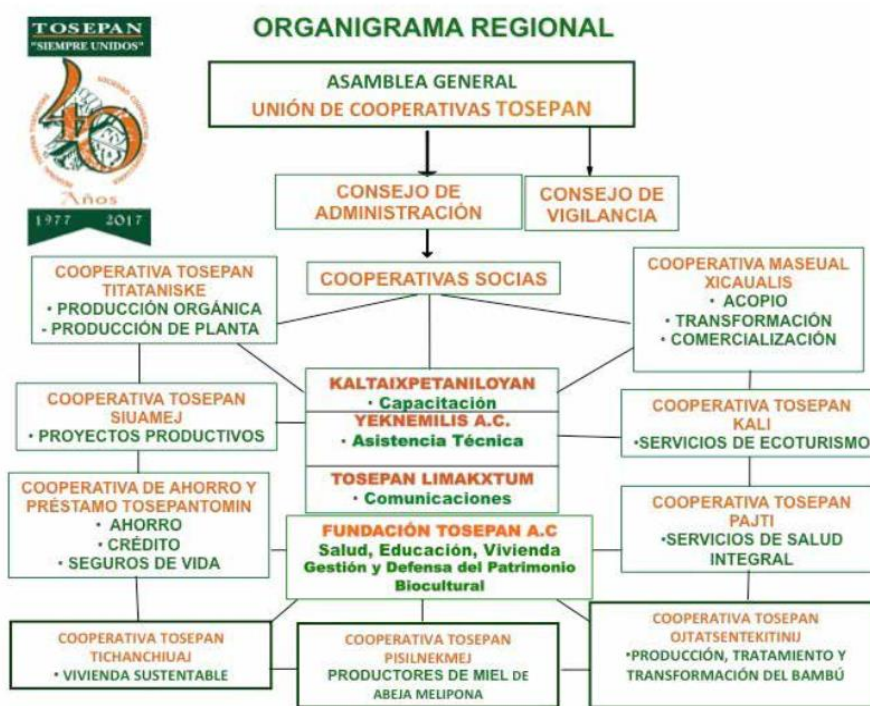 TOSEPAN
"SIEMPRE UNIDOS"
40
Años
1977 2017
ORGANIGRAMA REGIONAL
ASAMBLEA GENERAL
UNIÓN DE COOPERATIVAS TOSEPAN
CONSEJO DE
ADMINISTRACIÓN
CONSEJO DE
VIGILANCIA
COOPERATIVAS SOCIAS
COOPERATIVA TOSEPAN
TITATANISKE
• PRODUCCIÓN ORGÁNICA
- PRODUCCIÓN DE PLANTA
COOPERATIVA MASEUAL
XICAUALIS
• ACOPIO
• TRANSFORMACIÓN
• COMERCIALIZACIÓN
KALTAIXPETANILOYAN
• Capacitación
YEKNEMILIS A.C.
• Asistencia Técnica
TOSEPAN LIMAKXTUM
• Comunicaciones
FUNDACIÓN TOSEPAN A.C
Salud, Educación, Vivienda
Gestión y Defensa del Patrimonio
Biocultural
COOPERATIVA TOSEPAN
SIUAMEJ
• PROYECTOS PRODUCTIVOS
COOPERATIVA TOSEPAN
KALI
•SERVICIOS DE ECOTURISMO
COOPERATIVA DE AHORRO Y
PRÉSTAMO TOSEPANTOMIN
• AHORRO
• CRÉDITO
• SEGUROS DE VIDA
COOPERATIVA TOSEPAN
PAJTI
•SERVICIOS DE SALUD
INTEGRAL
COOPERATIVA TOSEPAN
TICHANCHIUAJ
• VIVIENDA SUSTENTABLE
COOPERATIVA TOSEPAN
PISILNEKMEJ
PRODUCTORES DE MIEL DE
ABEJA MELIPONA
COOPERATIVA TOSEPAN
OJTATSENTEKITINIJ
•PRODUCCIÓN, TRATAMIENTO Y
TRANSFORMACIÓN DEL BAMBÚ